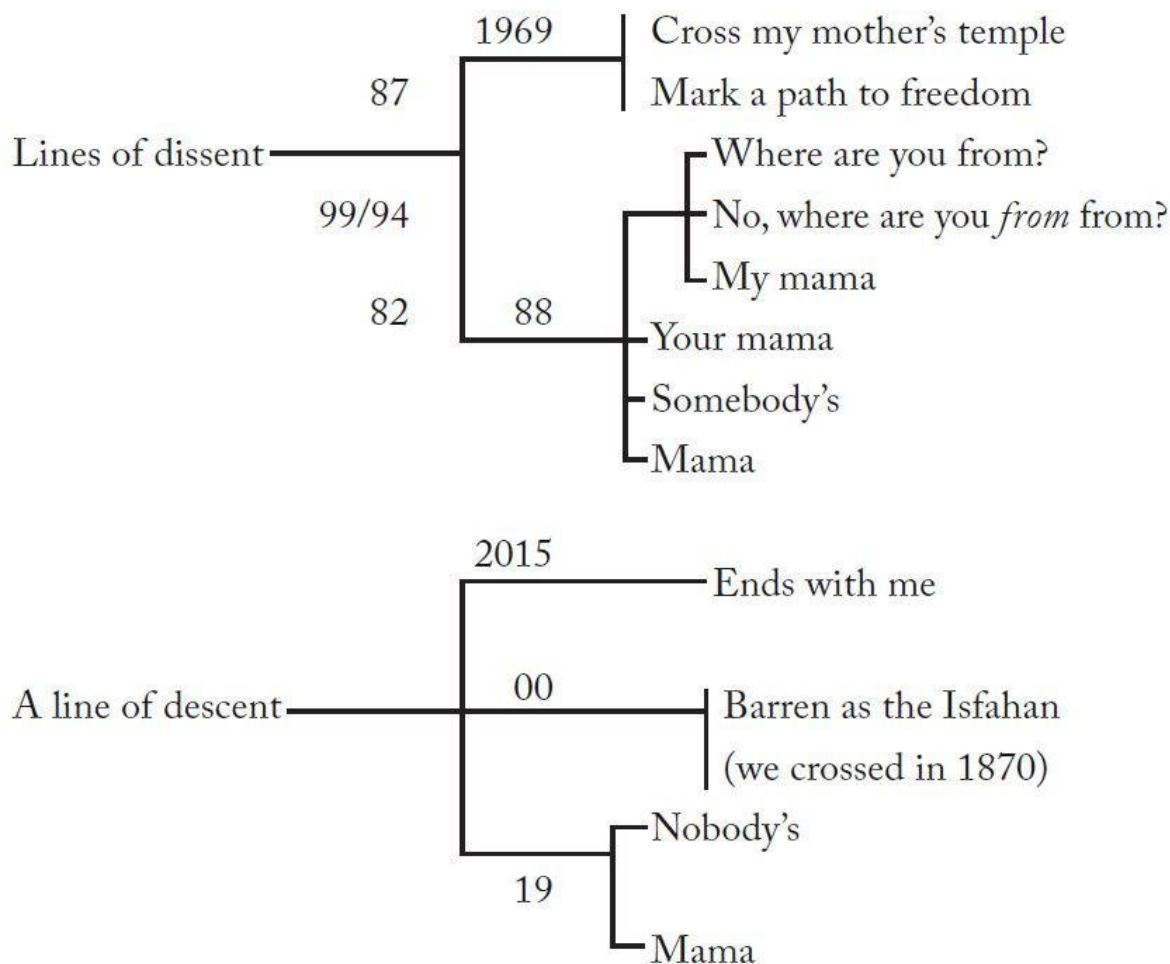 1969
Cross my mother's temple
87
Mark a path to freedom
Lines of dissent
Where are you from?
99/94
No, where are you from from?
My mama
82
88
Your mama
Somebody's
Mama
2015
Ends with me
A line of descent
00
Barren as the Isfahan
(we crossed in 1870)
Nobody's
19
Mama